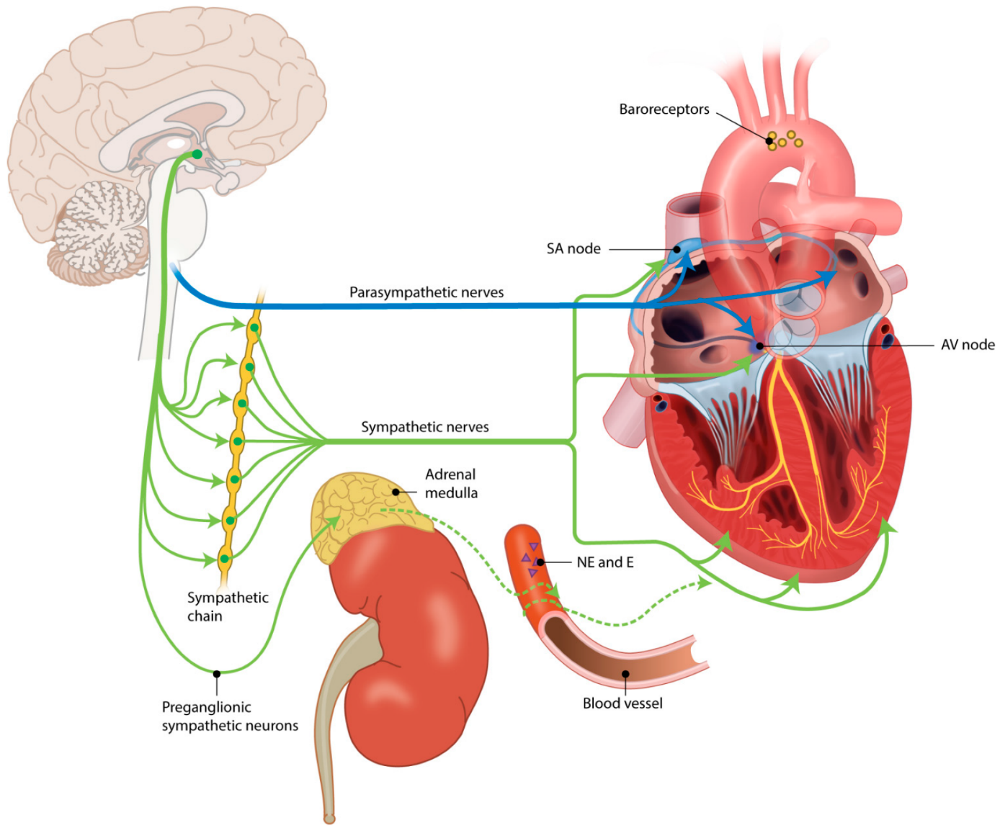 Baroreceptors
SA node
Parasympathetic nerves
AV node
Sympathetic nerves
Adrenal
medulla
NE and E
Sympathetic
chain
Blood vessel
Preganglionic
sympathetic neurons